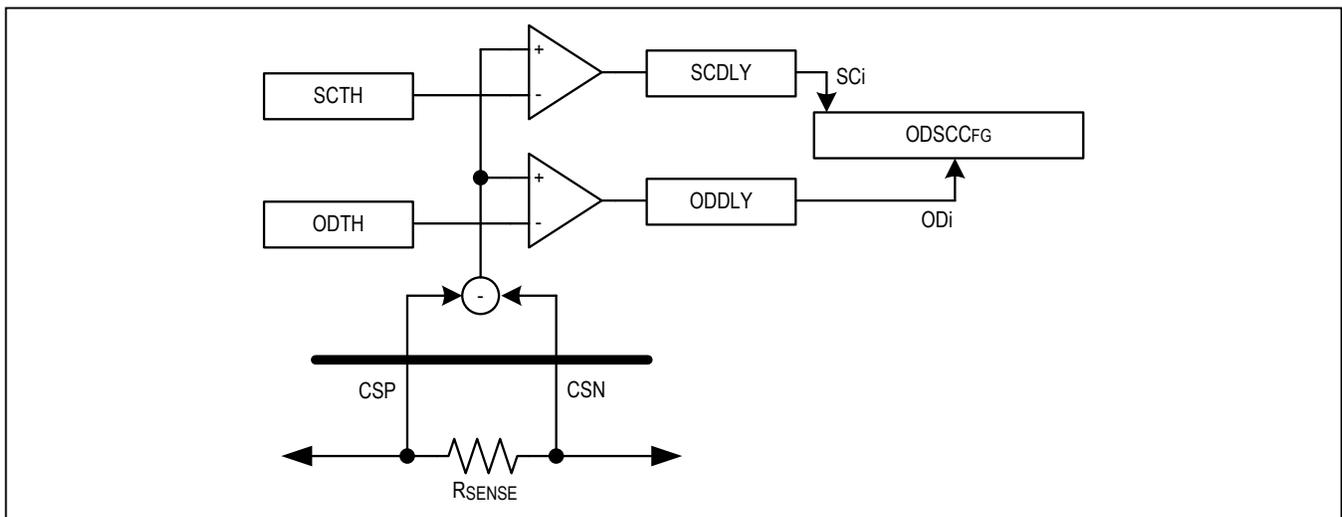 +
SCDLY
SCi
SCTH
-
ODSCCFG
+
ODDLY
ODTH
-
ODi
-
CSP
CSN
RSENSE